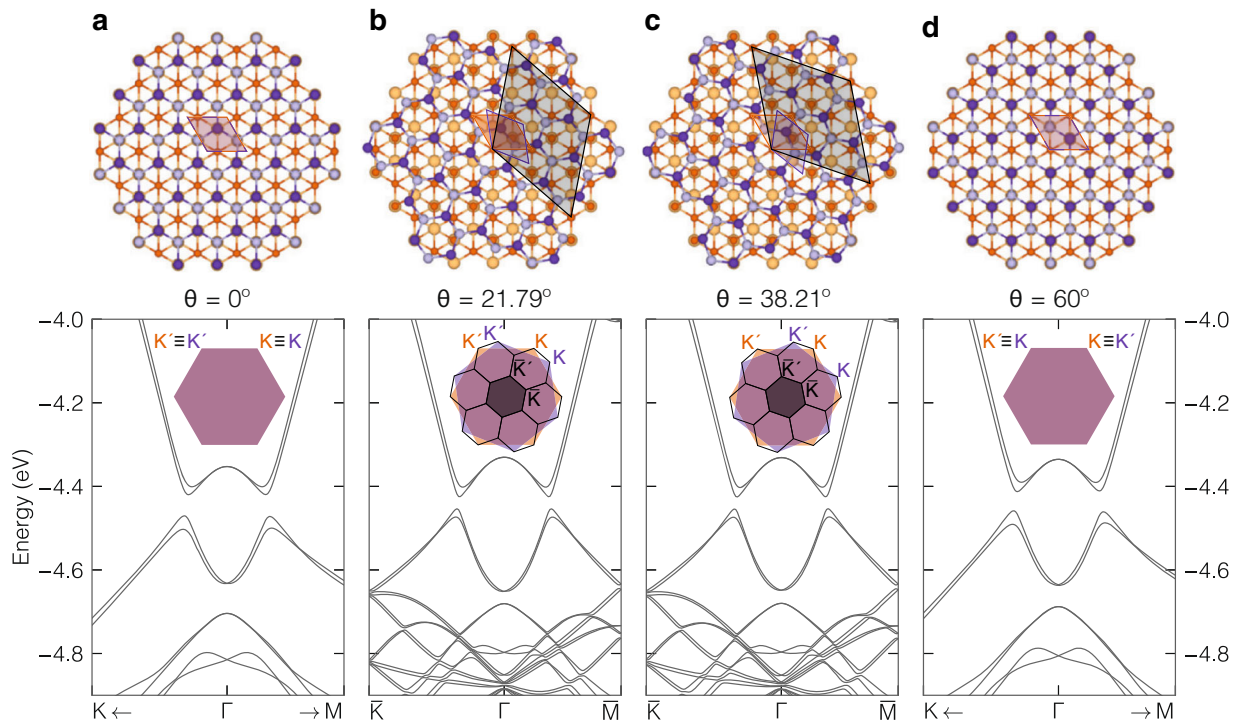 a b c d
θ = 0° θ = 21.79° θ = 38.21° θ = 60°
−4.0 −4.0
K´≡K´ K≡K K´ K´ K K K´ K´ K K K´≡K K≡K´
K̅´ K̅ K̅´ K̅
−4.2 −4.2
−4.4 −4.4
Energy (eV)
−4.6 −4.6
−4.8 −4.8
K ← Γ → M K̅ Γ M̅ K̅ Γ M̅ K ← Γ → M